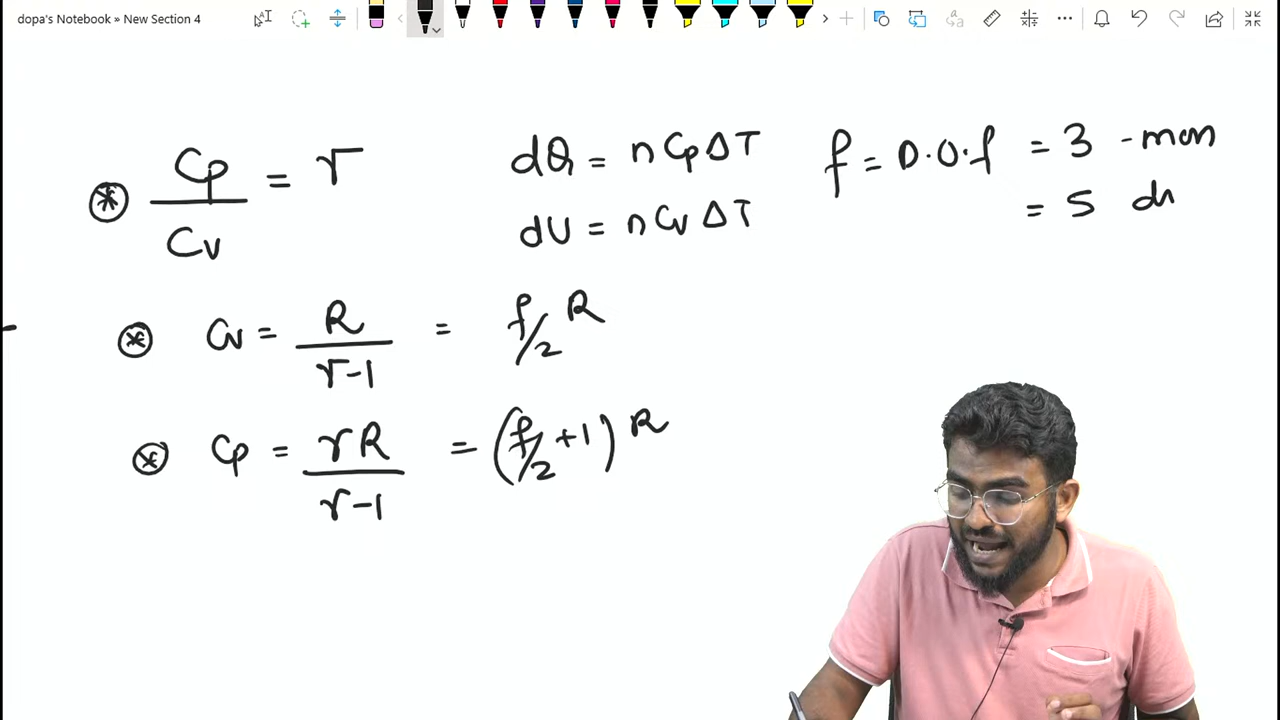 dopa's Notebook » New Section 4
Cp/Cv = γ
dQ = nCpΔT
dU = nCvΔT
f = D.O.f = 3 - mon
= 5 di
Cv = R/(γ-1) = f/2 R
Cp = γR/(γ-1) = (f/2 +1) R